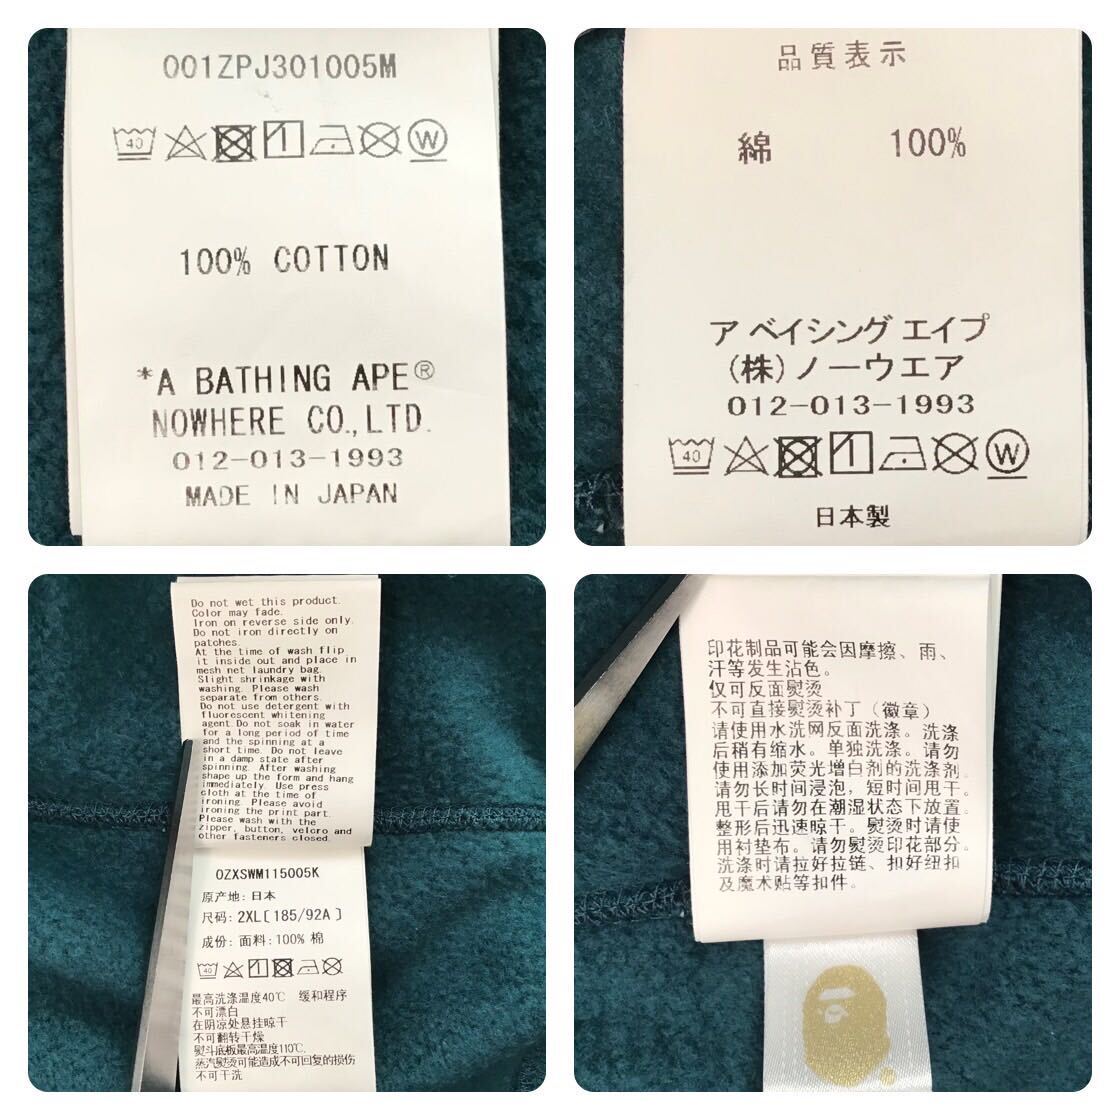 001ZPJ301005M
40 W
100% COTTON
*A BATHING APE®
NOWHERE CO.,LTD.
012-013-1993
MADE IN JAPAN
品質表示
綿 100%
ア ベイシング エイプ
(株)ノーウエア
012-013-1993
40 W
日本製
Do not wet this product.
Color may fade.
Iron on reverse side only.
Do not iron directly on
patches.
At the time of wash flip
it inside out and place in
mesh net laundry bag.
Slight shrinkage with
washing. Please wash
separate from others.
Do not use detergent with
fluorescent whitening
agent.Do not soak in water
for a long period of time
and the spinning at a
short time. Do not leave
in a damp state after
spinning. After washing
shape up the form and hang
immediately. Use press
cloth at the time of
ironing. Please avoid
ironing the print part.
Please wash with the
zipper, button, velcro and
other fasteners closed.
OZXSWM115005K
原产地: 日本
尺码: 2XL[185/92A]
成份: 面料:100% 棉
40
最高洗涤温度40℃ 缓和程序
不可漂白
在阴凉处悬挂晾干
不可翻转干燥
熨斗底板最高温度110℃,
蒸汽熨烫可能造成不可回复的损伤
不可干洗
印花制品可能会因摩擦、雨、
汗等发生沾色。
仅可反面熨烫
不可直接熨烫补丁（徽章）
请使用水洗网反面洗涤。洗涤
后稍有缩水。单独洗涤。请勿
使用添加荧光增白剂的洗涤剂。
请勿长时间浸泡，短时间甩干。
甩干后请勿在潮湿状态下放置。
整形后迅速晾干。熨烫时请使
用衬垫布。请勿熨烫印花部分。
洗涤时请拉好拉链、扣好纽扣
及魔术贴等扣件。